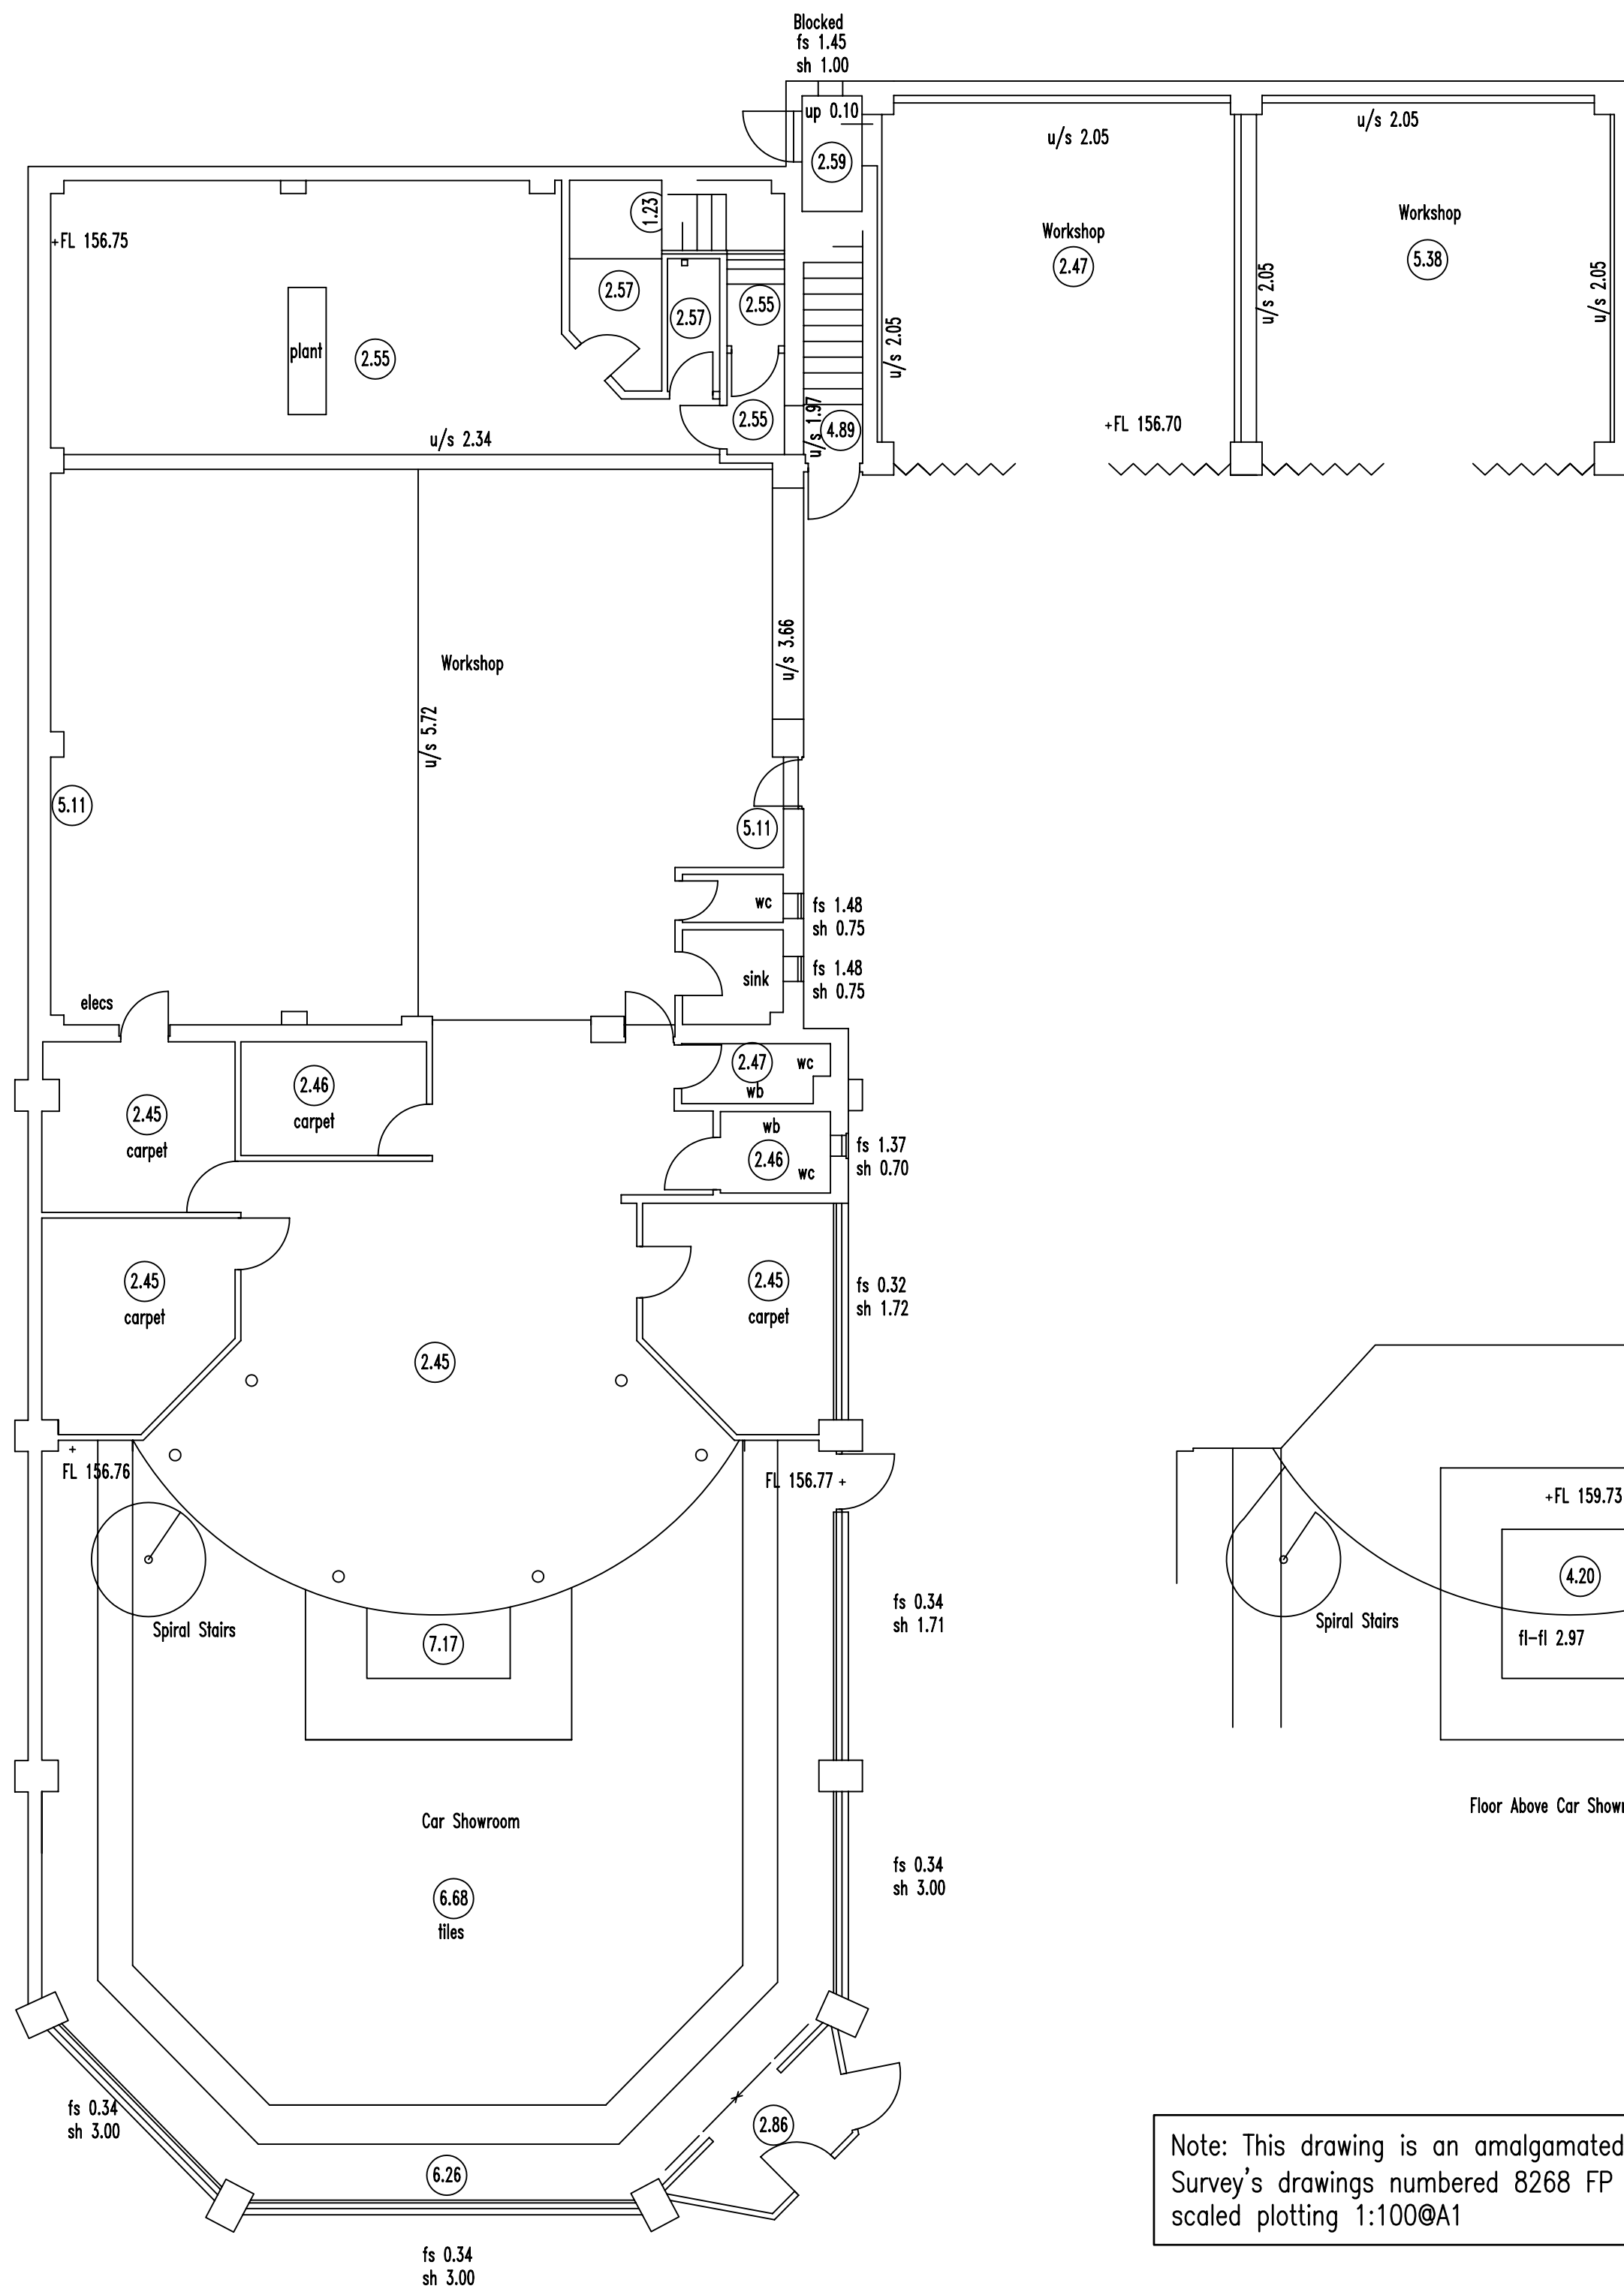 Blocked
fs 1.45
sh 1.00
up 0.10
2.59
u/s 2.05
u/s 2.05
1.23
Workshop
2.47
Workshop
5.38
+FL 156.75
u/s 2.05
u/s 2.05
2.57
2.57
2.55
u/s 2.05
plant
2.55
2.55
u/s 1.97
4.89
+FL 156.70
u/s 2.34
u/s 3.66
Workshop
u/s 5.72
5.11
5.11
wc
fs 1.48
sh 0.75
sink
fs 1.48
sh 0.75
elecs
2.47
wc
wb
2.46
carpet
2.45
carpet
wb
2.46
wc
fs 1.37
sh 0.70
2.45
carpet
2.45
carpet
fs 0.32
sh 1.72
2.45
FL 156.76
FL 156.77
+FL 159.73
4.20
Spiral Stairs
7.17
fs 0.34
sh 1.71
Spiral Stairs
fl-fl 2.97
Floor Above Car
Car Showroom
fs 0.34
sh 3.00
6.68
tiles
fs 0.34
sh 3.00
2.86
6.26
Note: This drawing is an amalgamated
Survey's drawings numbered 8268 FP
scaled plotting 1:100@A1
fs 0.34
sh 3.00